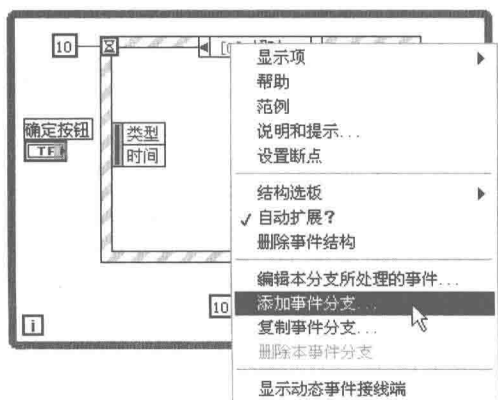 10
[0]
显示项
帮助
范例
说明和提示...
设置断点
确定按钮
TF
类型
时间
结构选板
✓ 自动扩展?
删除事件结构
编辑本分支所处理的事件...
添加事件分支...
复制事件分支...
删除本事件分支
显示动态事件接线端
10
i